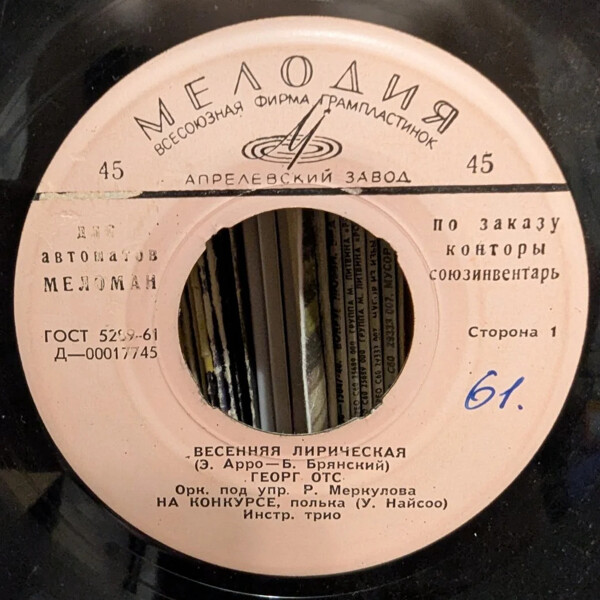 МЕЛОДИЯ
ВСЕСОЮЗНАЯ ФИРМА ГРАМПЛАСТИНОК
45
45
АПРЕЛЕВСКИЙ ЗАВОД
для
автоматов
МЕЛОМАН
по заказу
конторы
союзинвентарь
ГОСТ 5289-61
Д—00017745
Сторона 1
61.
ВЕСЕННЯЯ ЛИРИЧЕСКАЯ
(Э. Арро—Б. Брянский)
ГЕОРГ ОТС
Орк. под упр. Р. Меркулова
НА КОНКУРСЕ, полька (У. Найсоо)
Инстр. трио